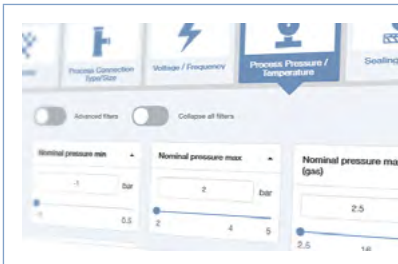 Process Connection
Type/Size
Voltage / Frequency
Process Pressure /
Temperature
Sealing
Advanced filters
Collapse all filters
Nominal pressure min
-1
bar
-1
0.5
Nominal pressure max
2
bar
2
4
5
Nominal pressure ma
(gas)
2.5
2.5
16